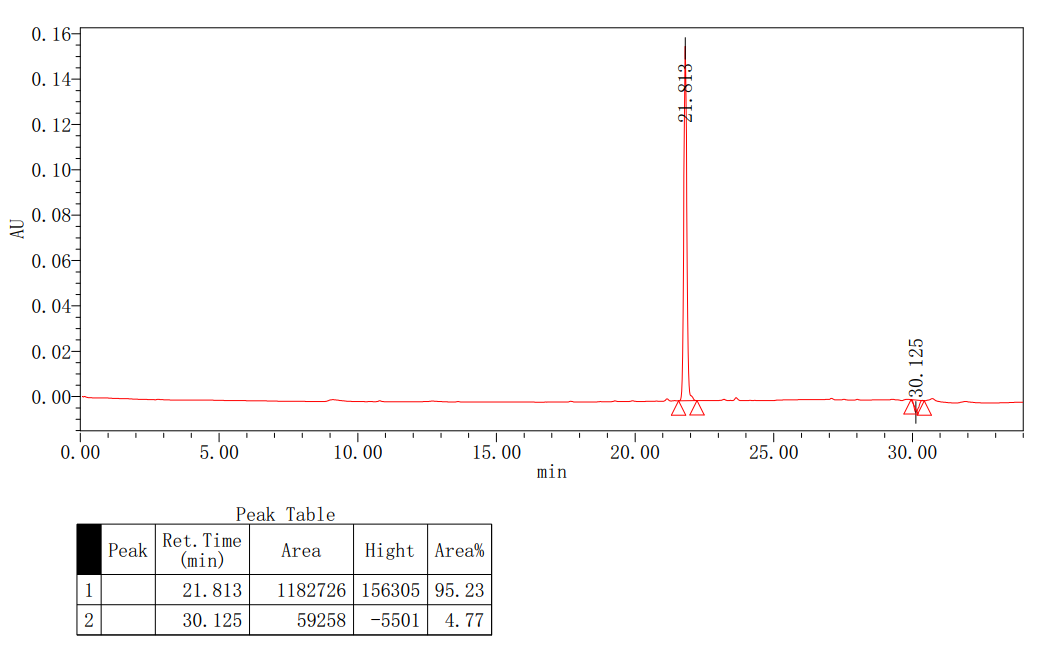 0.16
0.14
0.12
0.10
0.08
0.06
0.04
0.02
0.00
AU
21.813
30.125
0.00 5.00 10.00 15.00 20.00 25.00 30.00
min
Peak Table
Peak Ret.Time (min) Area Hight Area%
1 21.813 1182726 156305 95.23
2 30.125 59258 -5501 4.77